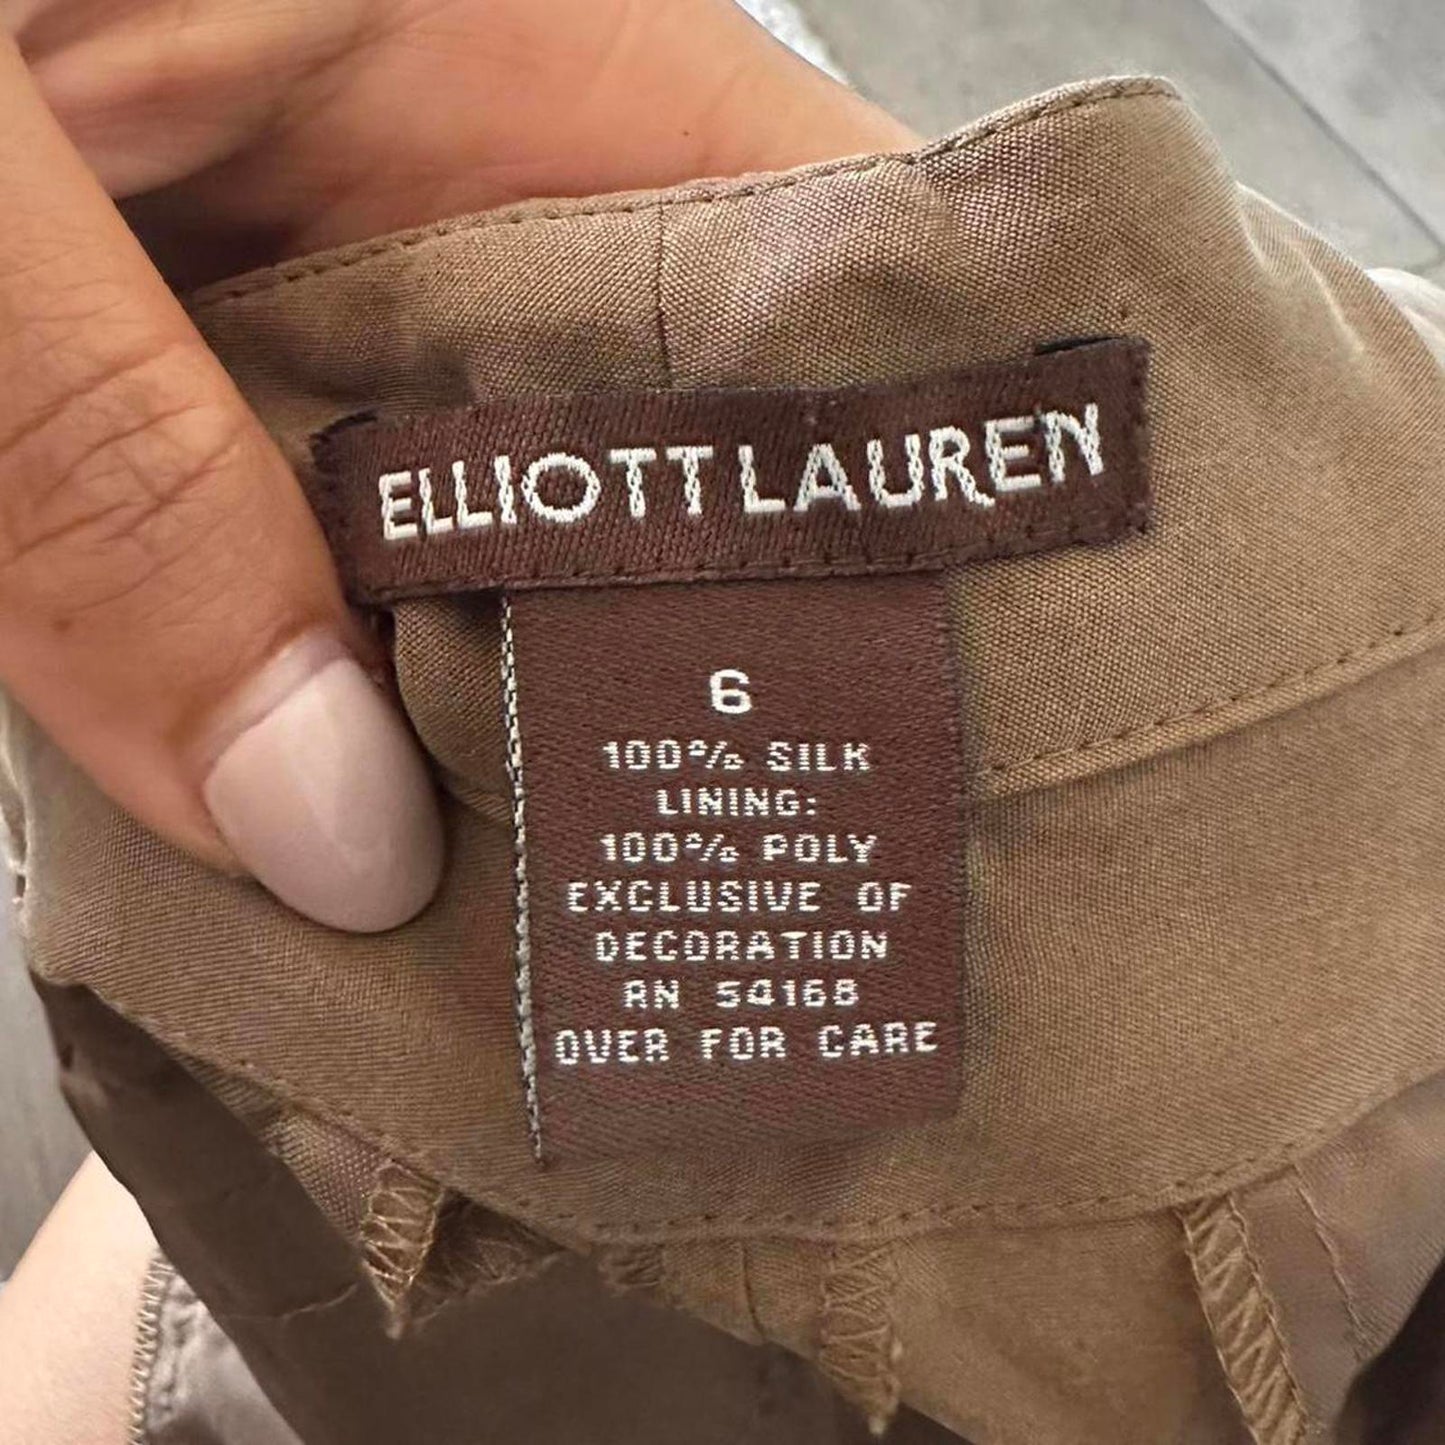 ELLIOTT LAUREN
6
100% SILK
LINING:
100% POLY
EXCLUSIVE OF
DECORATION
RN 54168
OVER FOR CARE